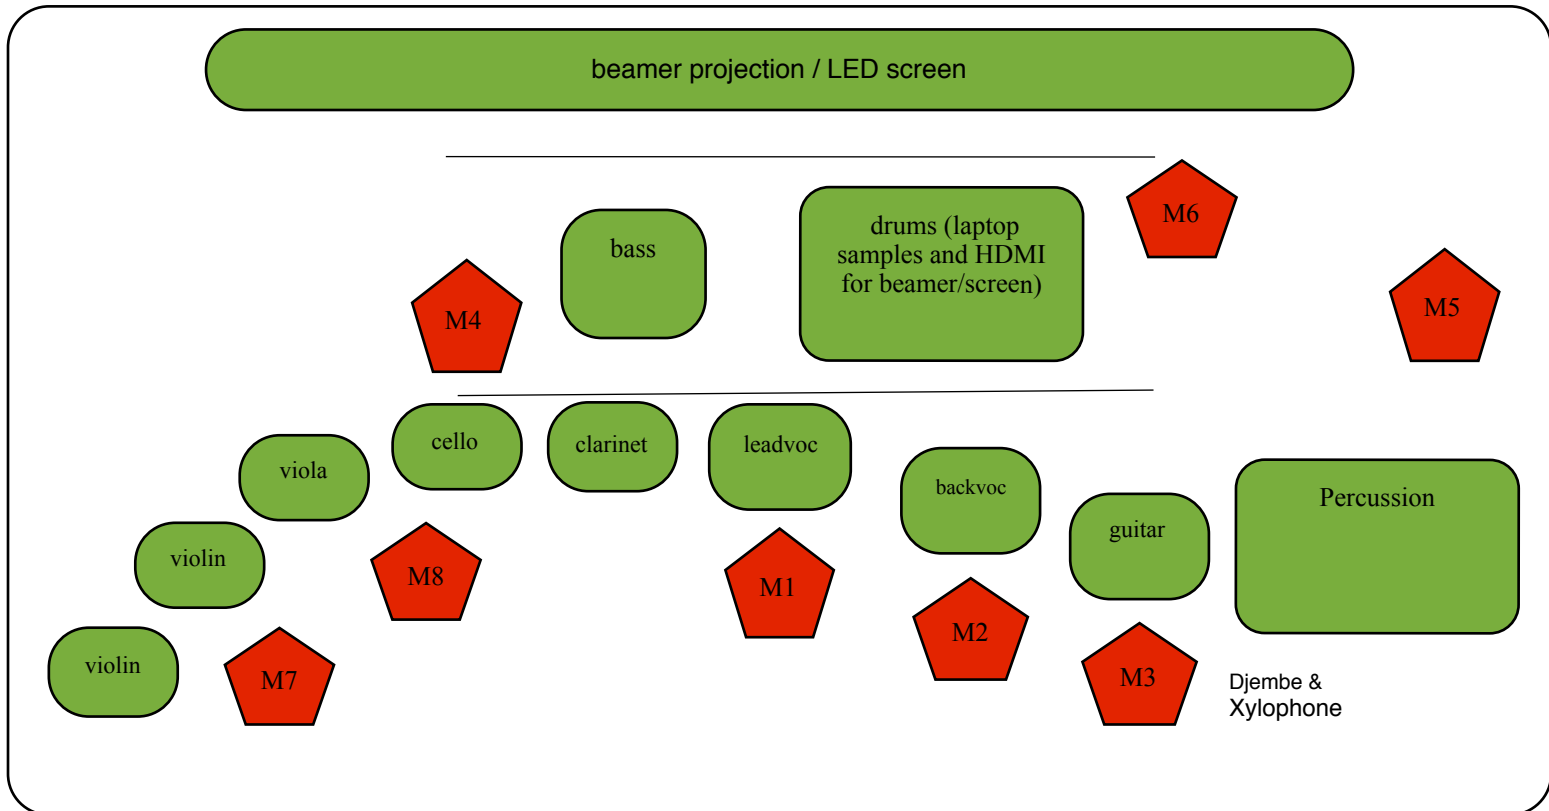 beamer projection / LED screen
M6
drums (laptop
samples and HDMI
for beamer/screen)
bass
M5
M4
cello
clarinet
leadvoc
viola
backvoc
Percussion
guitar
violin
M8
M1
M2
violin
M7
M3
Djembe &
Xylophone